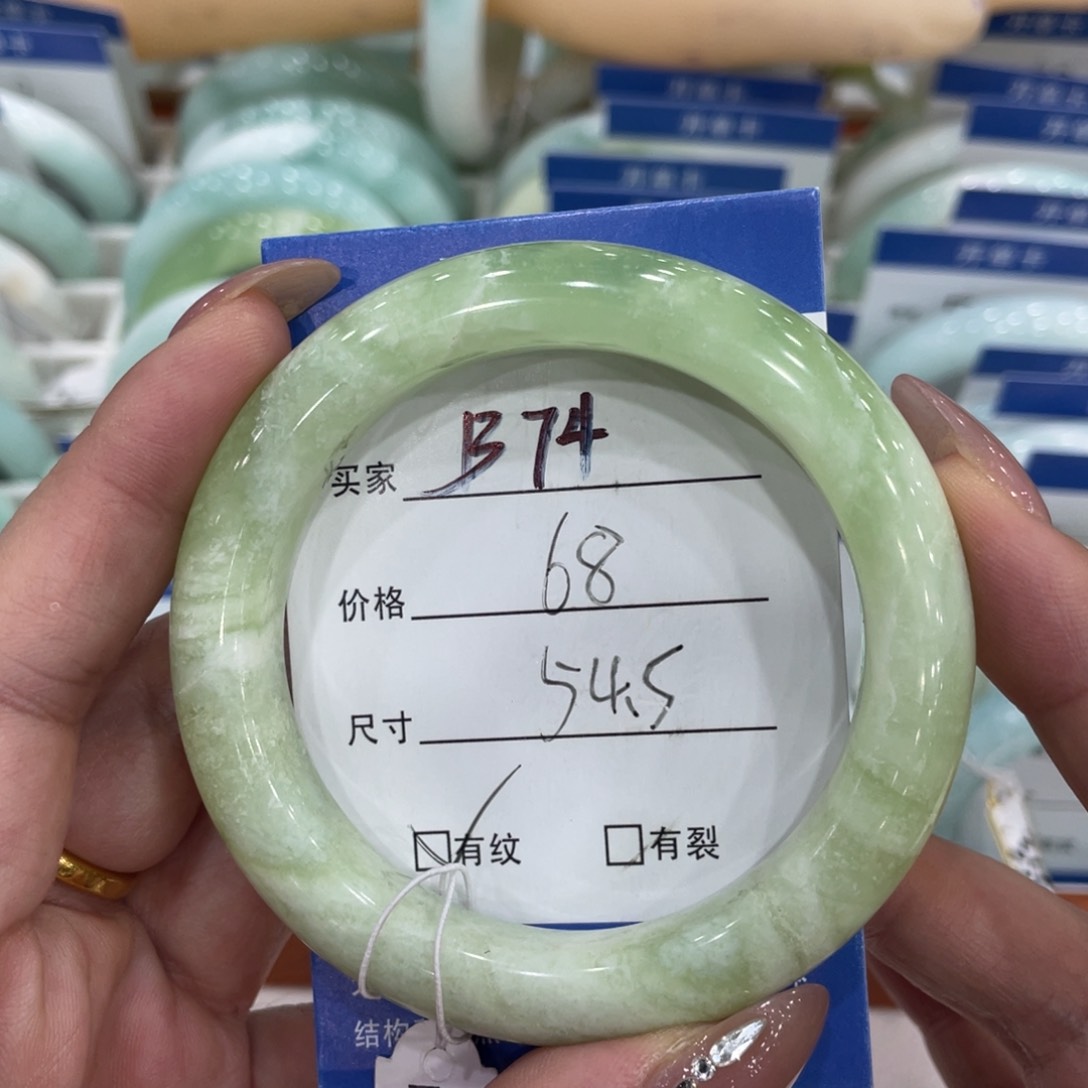 买家 B74
价格 68
尺寸 54.5
☑有纹 □有裂
结构